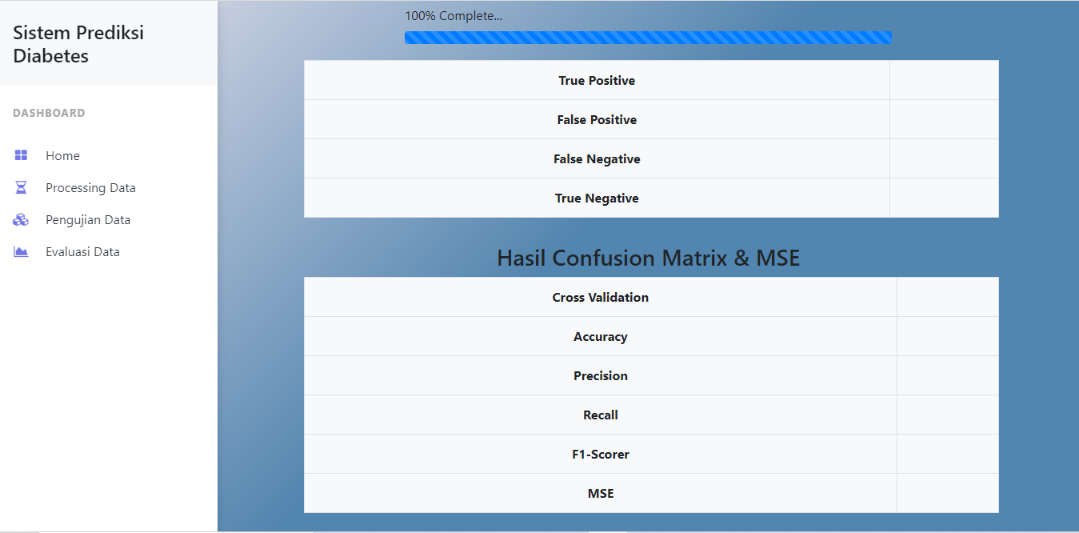 Sistem Prediksi
Diabetes
DASHBOARD
Home
Processing Data
Pengujian Data
Evaluasi Data
100% Complete...
True Positive
False Positive
False Negative
True Negative
Hasil Confusion Matrix & MSE
Cross Validation
Accuracy
Precision
Recall
F1-Scorer
MSE